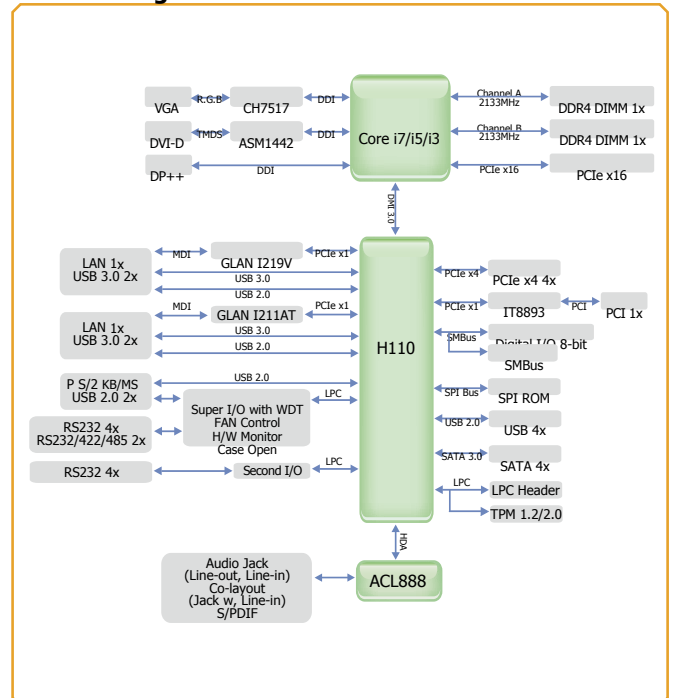 VGA
R.G.B
CH7517
DDI
DVI-D
TMDS
ASM1442
DDI
DP++
DDI
Core i7/i5/i3
Channel A
2133MHz
DDR4 DIMM 1x
Channel B
2133MHz
DDR4 DIMM 1x
PCIe x16
PCIe x16
DMI 3.0
LAN 1x
USB 3.0 2x
MDI
GLAN I219V
PCIe x1
USB 3.0
USB 2.0
LAN 1x
USB 3.0 2x
MDI
GLAN I211AT
PCIe x1
USB 3.0
USB 2.0
P S/2 KB/MS
USB 2.0 2x
USB 2.0
LPC
Super I/O with WDT
FAN Control
H/W Monitor
Case Open
RS232 4x
RS232/422/485 2x
RS232 4x
Second I/O
LPC
H110
PCIe x4
PCIe x4 4x
PCIe x1
IT8893
PCI
PCI 1x
SMBus
Digital I/O 8-bit
SMBus
SPI Bus
SPI ROM
USB 2.0
USB 4x
SATA 3.0
SATA 4x
LPC
LPC Header
TPM 1.2/2.0
HDA
Audio Jack
(Line-out, Line-in)
Co-layout
(Jack w, Line-in)
S/PDIF
ACL888